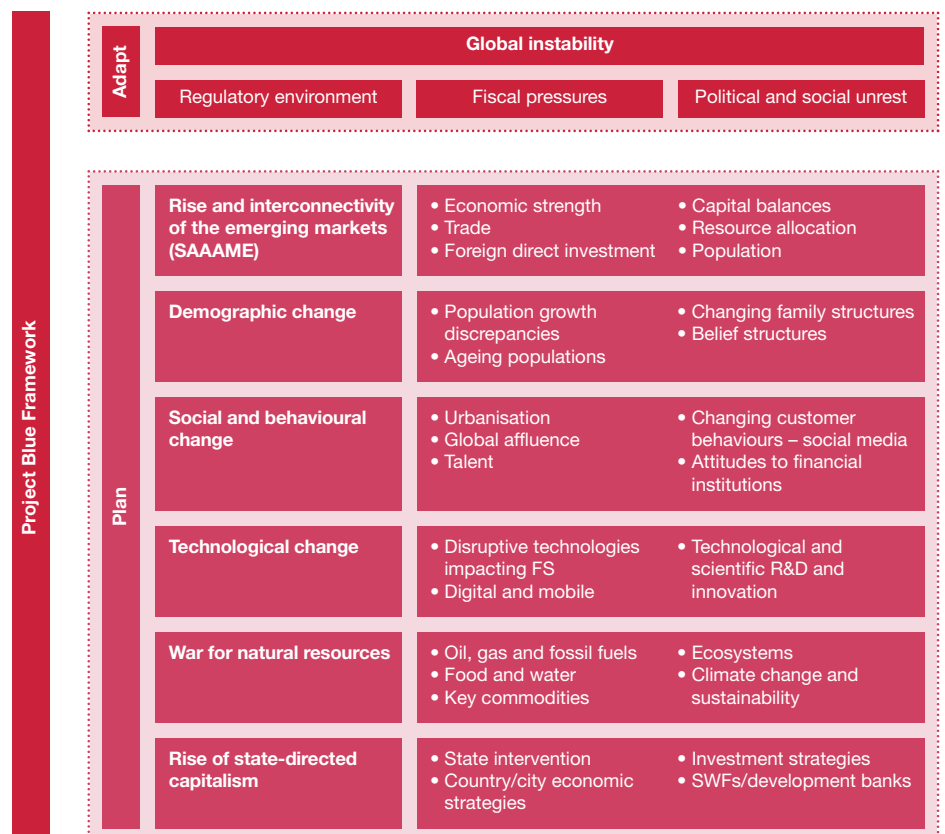 Project Blue Framework
Adapt
Global instability
Regulatory environment
Fiscal pressures
Political and social unrest
Plan
Rise and interconnectivity
of the emerging markets
(SAAAME)
• Economic strength
• Trade
• Foreign direct investment
• Capital balances
• Resource allocation
• Population
Demographic change
• Population growth
discrepancies
• Ageing populations
• Changing family structures
• Belief structures
Social and behavioural
change
• Urbanisation
• Global affluence
• Talent
• Changing customer
behaviours – social media
• Attitudes to financial
institutions
Technological change
• Disruptive technologies
impacting FS
• Digital and mobile
• Technological and
scientific R&D and
innovation
War for natural resources
• Oil, gas and fossil fuels
• Food and water
• Key commodities
• Ecosystems
• Climate change and
sustainability
Rise of state-directed
capitalism
• State intervention
• Country/city economic
strategies
• Investment strategies
• SWFs/development banks